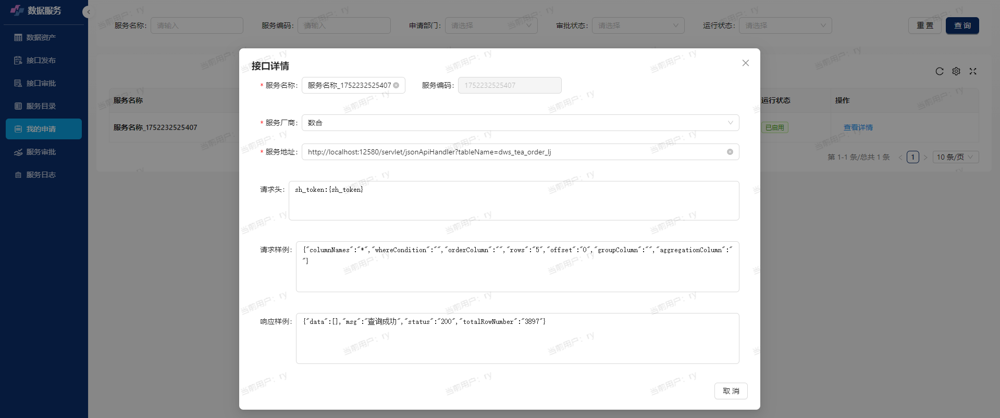 数据服务
数据资产
接口发布
接口审批
服务目录
我的申请
服务审批
服务日志
服务名称: 请输入 服务编码: 请输入 申请部门: 请选择 审批状态: 请选择 运行状态: 请选择 重 置 查 询
服务名称 运行状态 操作
服务名称_1752232525407 已启用 查看详情
第 1-1 条/总共 1 条 < 1 > 10 条/页
接口详情
* 服务名称: 服务名称_1752232525407 服务编码: 1752232525407
* 服务厂商: 数合
* 服务地址: http://localhost:12580/servlet/jsonApiHandler?tableName=dws_tea_order_lj
请求头: sh_token:{sh_token}
请求样例: {"columnNames":"*","whereCondition":"","orderColumn":"","rows":"5","offset":"0","groupColumn":"","aggregationColumn":"
"}
响应样例: {"data":[],"msg":"查询成功","status":"200","totalRowNumber":"3897"}
取 消
当前用户：ry